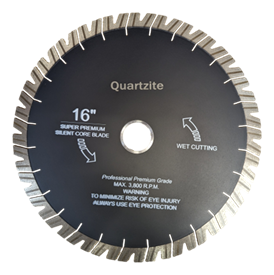 Quartzite
16"
SUPER PREMIUM
SILENT CORE BLADE
WET CUTTING
Professional Premium Grade
MAX. 3,800 R.P.M.
WARNING
TO MINIMIZE RISK OF EYE INJURY
ALWAYS USE EYE PROTECTION